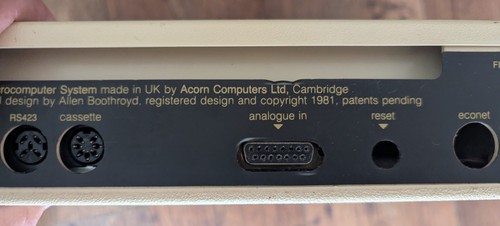 rocomputer System made in UK by Acorn Computers Ltd, Cambridge
design by Allen Boothroyd, registered design and copyright 1981, patents pending
RS423 cassette analogue in reset econet